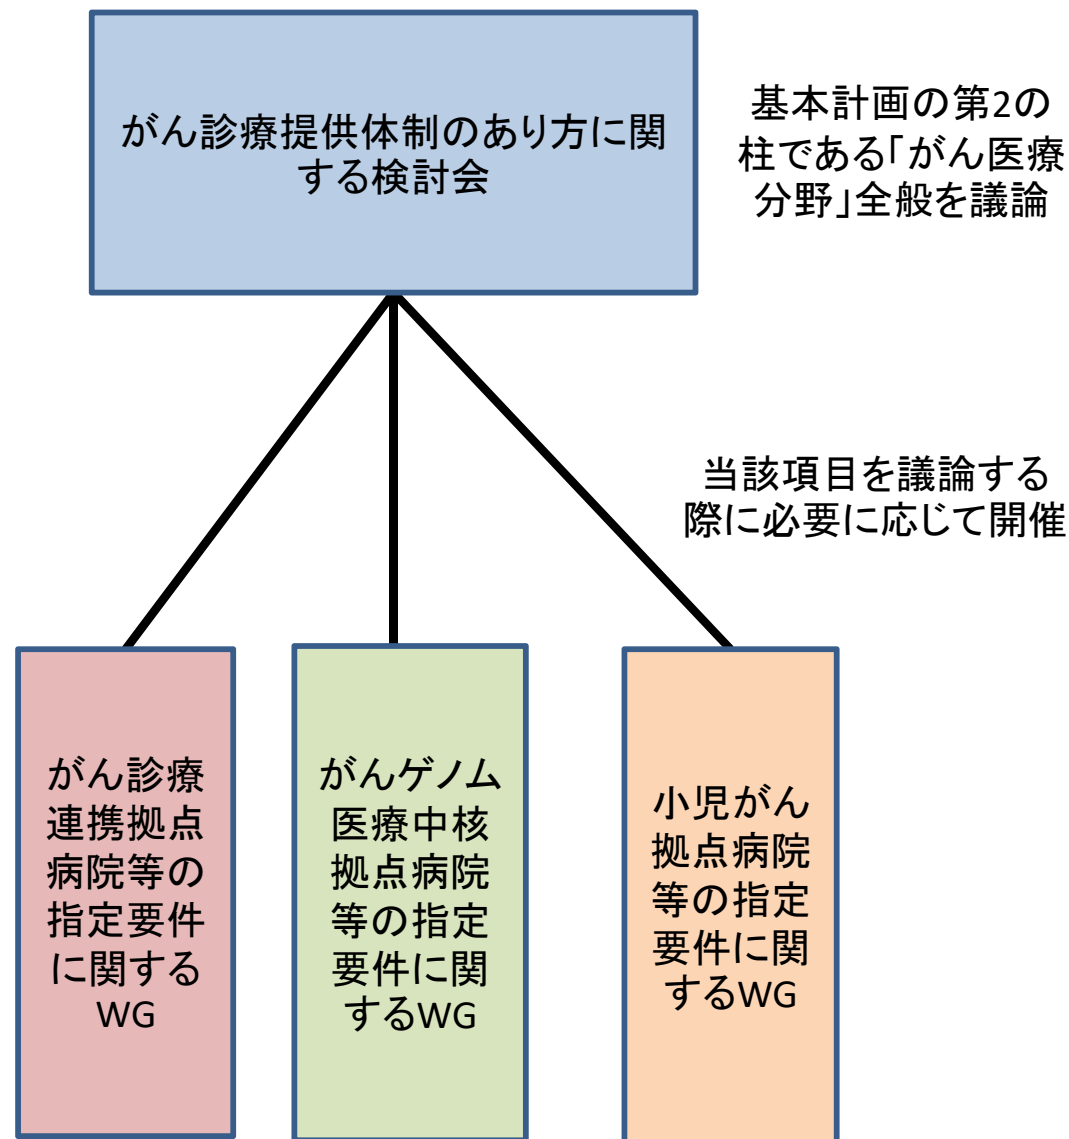 がん診療提供体制のあり方に関
する検討会
基本計画の第2の
柱である「がん医療
分野」全般を議論
当該項目を議論する
際に必要に応じて開催
がん診療
連携拠点
病院等の
指定要件
に関する
WG
がんゲノム
医療中核
拠点病院
等の指定
要件に関
するWG
小児がん
拠点病院
等の指定
要件に関
するWG